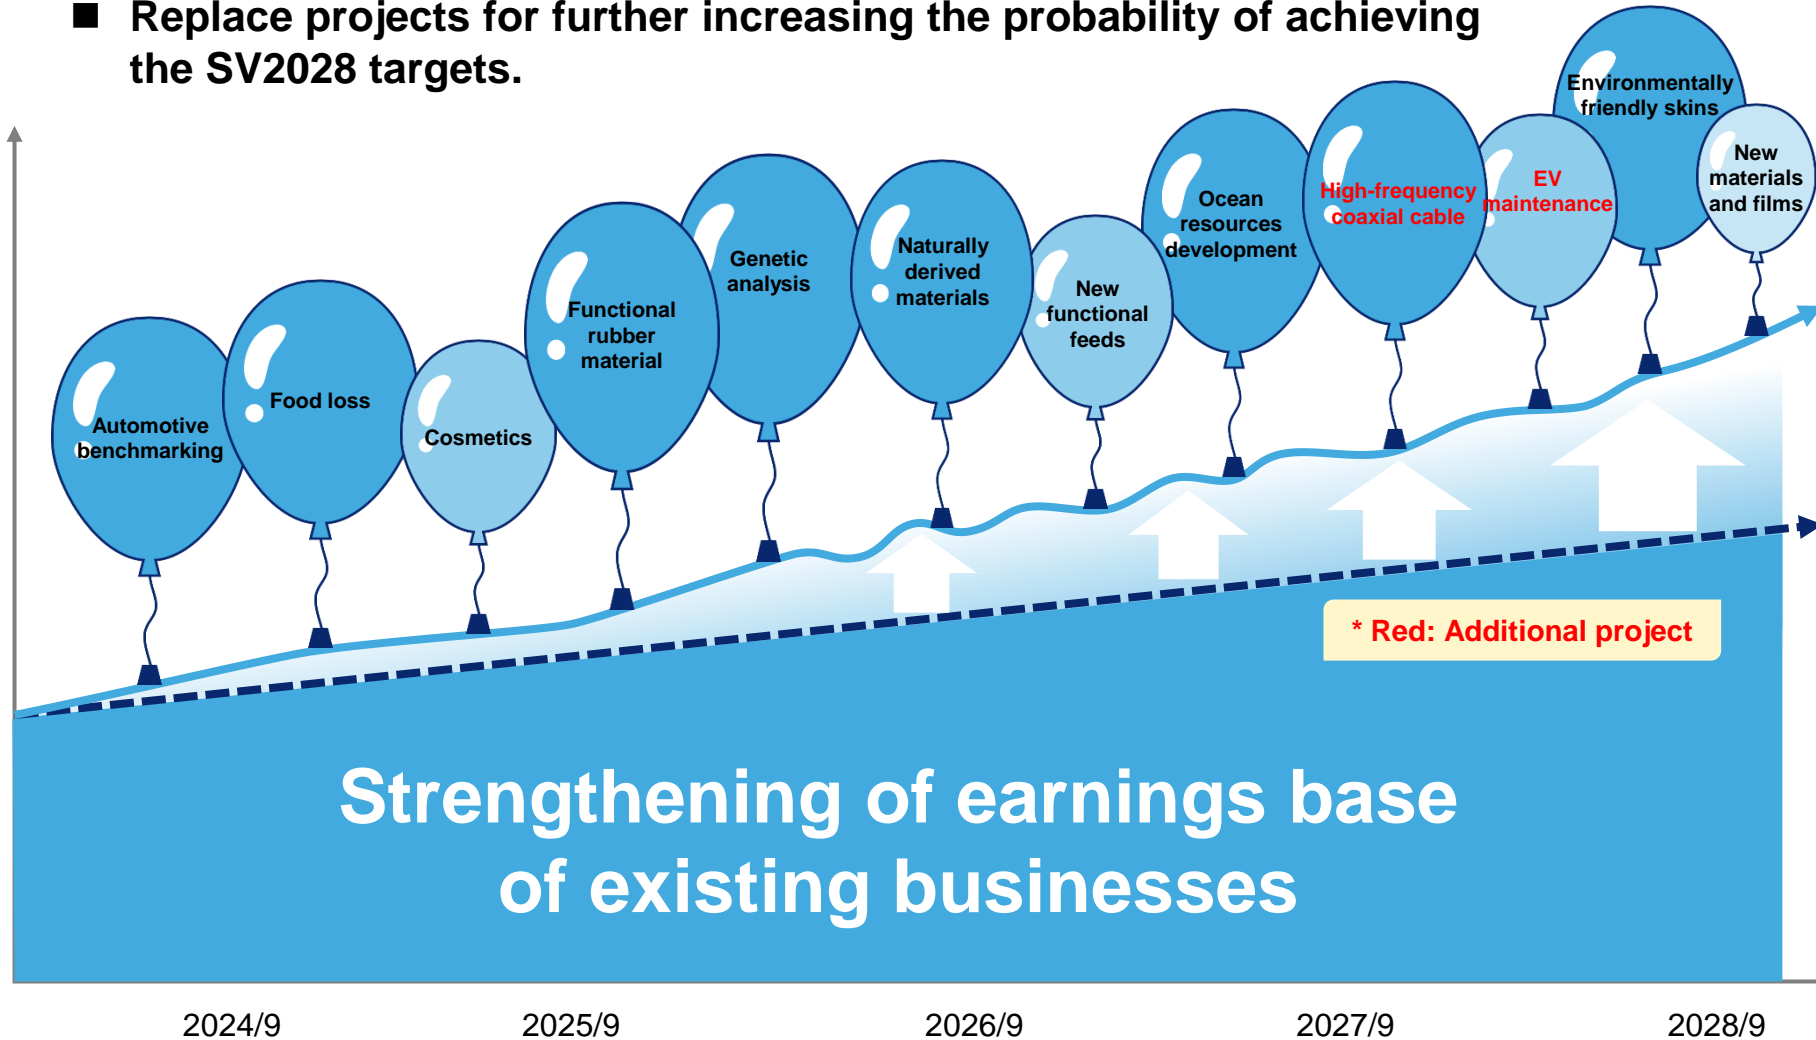 ■ Replace projects for further increasing the probability of achieving
the SV2028 targets.
Automotive
benchmarking
Food loss
Cosmetics
Functional
rubber
material
Genetic
analysis
Naturally
derived
materials
New
functional
feeds
Ocean
resources
development
High-frequency
coaxial cable
EV
maintenance
Environmentally
friendly skins
New
materials
and films
* Red: Additional project
Strengthening of earnings base
of existing businesses
2024/9
2025/9
2026/9
2027/9
2028/9